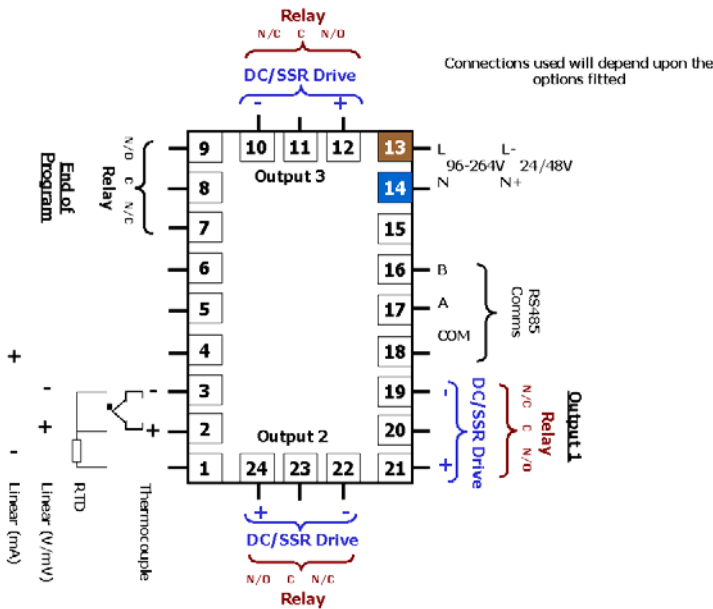 Relay
N/C C N/O
DC/SSR Drive
- +
Connections used will depend upon the
options fitted
9 10 11 12 13
Output 3
L L-
96-264V 24/48V
N N+
8 14
7 15
N/O C N/C
Relay
End of
Program
6 16 B
5 17 A
COM
4 18
RS485
Comms
3 19
2 20
Output 2
1 24 23 22 21
- +
DC/SSR Drive
N/C C N/O
Relay
Output 1
- +
Thermocouple
RTD
- +
Linear (V/mV)
+ -
Linear (mA)
+ -
DC/SSR Drive
N/O C N/C
Relay